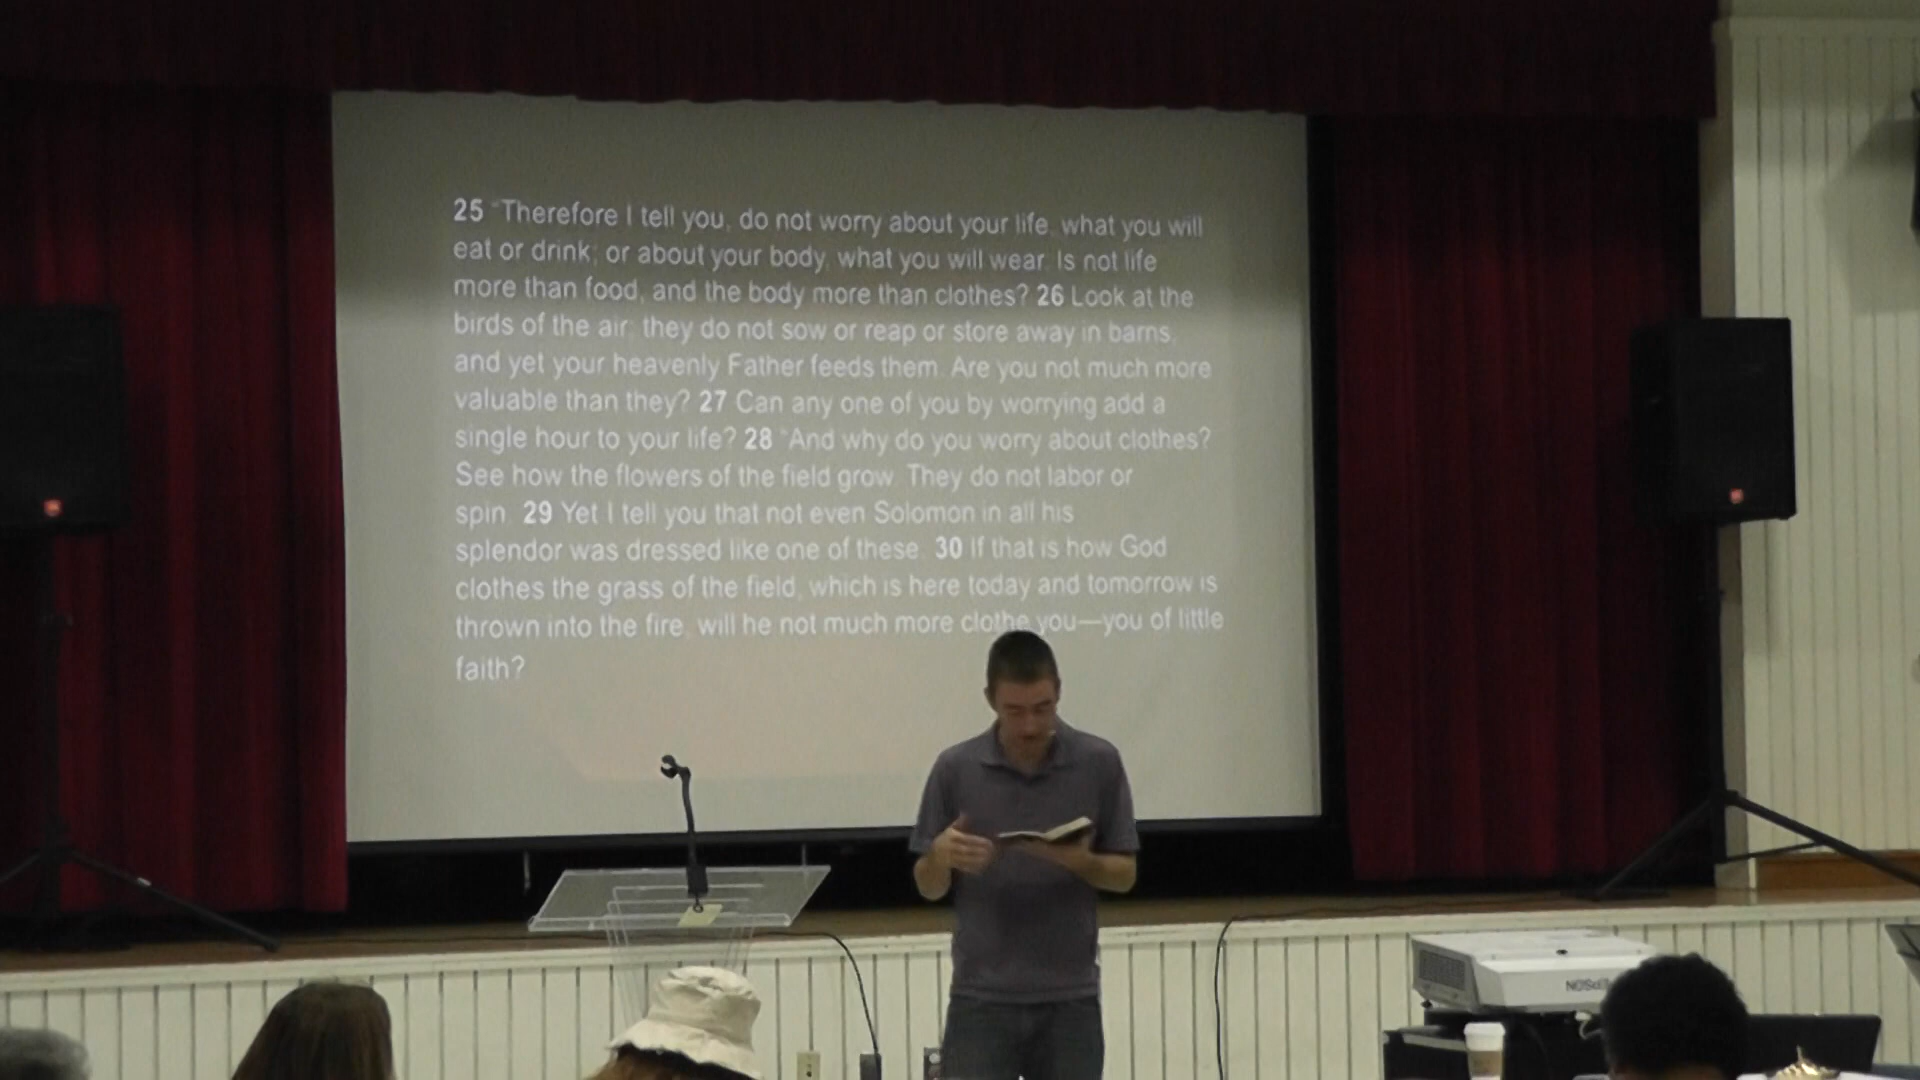 25 "Therefore I tell you, do not worry about your life, what you will
eat or drink; or about your body, what you will wear. Is not life
more than food, and the body more than clothes? 26 Look at the
birds of the air; they do not sow or reap or store away in barns,
and yet your heavenly Father feeds them. Are you not much more
valuable than they? 27 Can any one of you by worrying add a
single hour to your life? 28 "And why do you worry about clothes?
See how the flowers of the field grow. They do not labor or
spin. 29 Yet I tell you that not even Solomon in all his
splendor was dressed like one of these. 30 If that is how God
clothes the grass of the field, which is here today and tomorrow is
thrown into the fire, will he not much more clothe you—you of little
faith?
EPSON